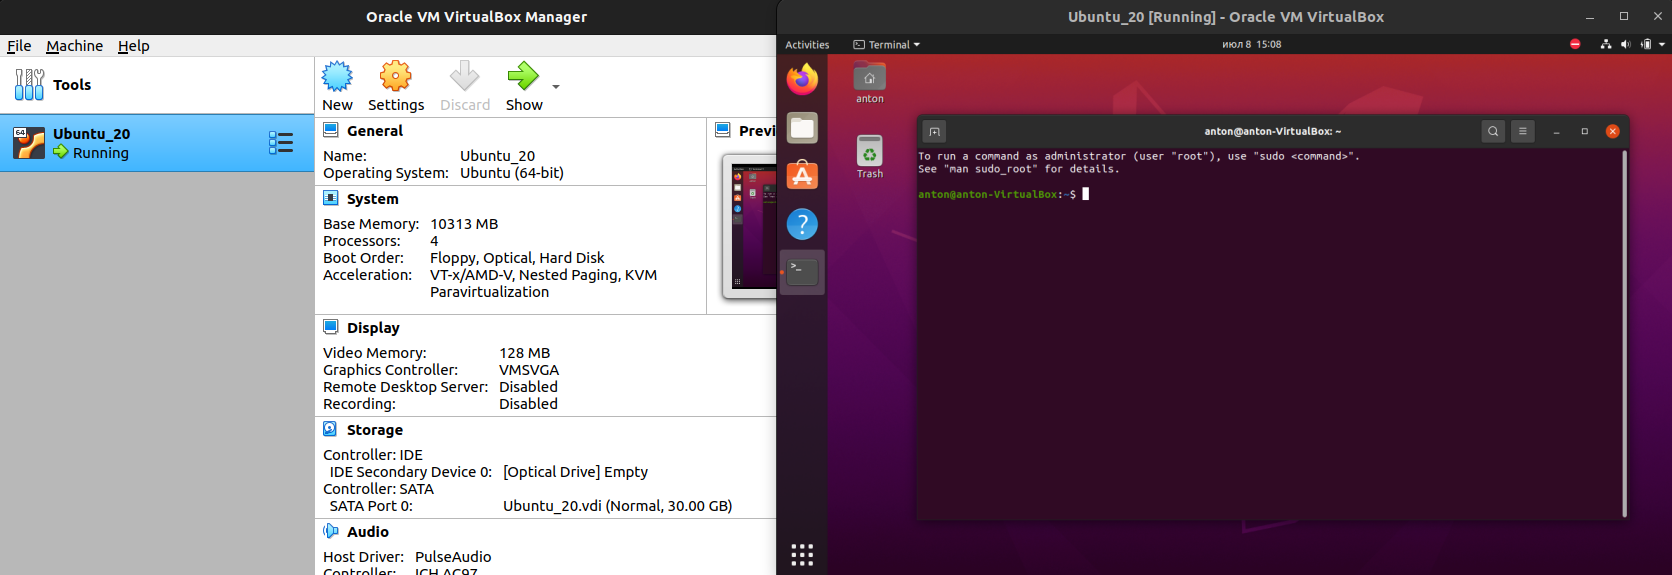 Oracle VM VirtualBox Manager
File Machine Help
Tools
64
Ubuntu_20
Running
New Settings Discard Show
General
Name: Ubuntu_20
Operating System: Ubuntu (64-bit)
System
Base Memory: 10313 MB
Processors: 4
Boot Order: Floppy, Optical, Hard Disk
Acceleration: VT-x/AMD-V, Nested Paging, KVM
Paravirtualization
Previ
Display
Video Memory: 128 MB
Graphics Controller: VMSVGA
Remote Desktop Server: Disabled
Recording: Disabled
Storage
Controller: IDE
IDE Secondary Device 0: [Optical Drive] Empty
Controller: SATA
SATA Port 0: Ubuntu_20.vdi (Normal, 30.00 GB)
Audio
Host Driver: PulseAudio
Controller: ICH AC97
Ubuntu_20 [Running] - Oracle VM VirtualBox
Activities Terminal июл 8 15:08
anton
Trash
anton@anton-VirtualBox: ~
To run a command as administrator (user "root"), use "sudo <command>".
See "man sudo_root" for details.
anton@anton-VirtualBox:~$